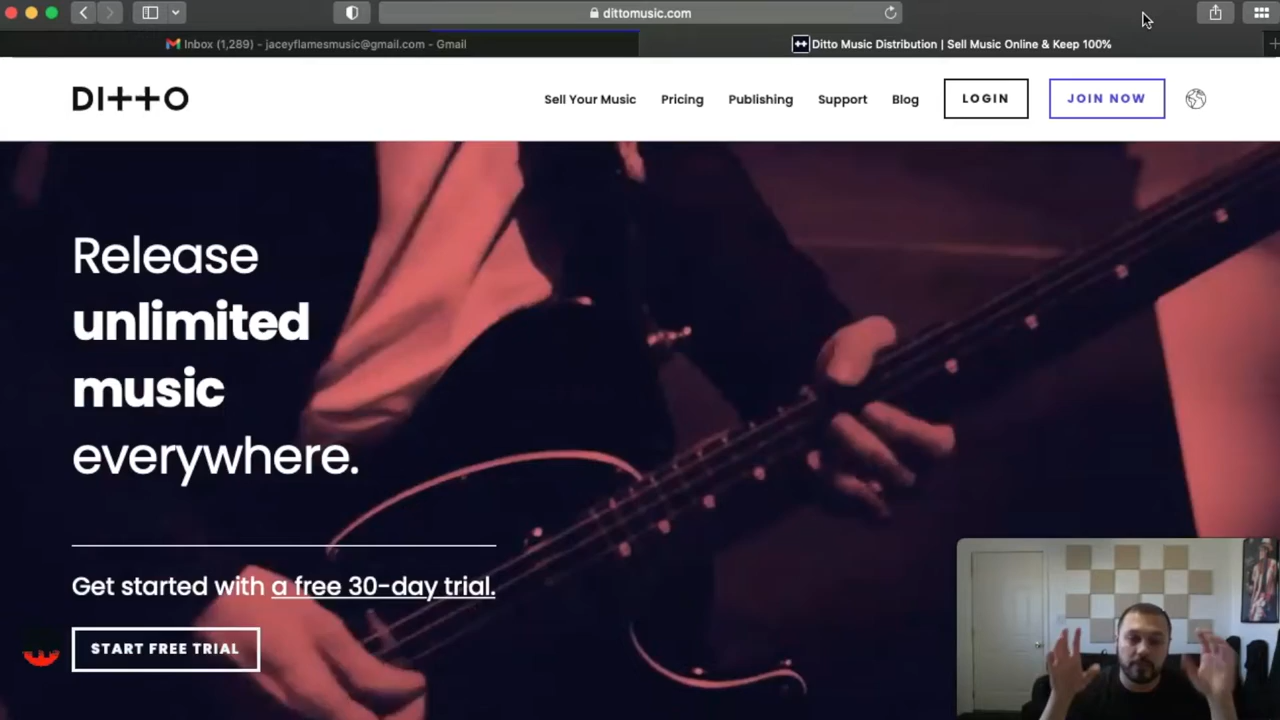 dittomusic.com
Inbox (1,289) - jaceyflamesmusic@gmail.com - Gmail
Ditto Music Distribution | Sell Music Online & Keep 100%
DITTO
Sell Your Music
Pricing
Publishing
Support
Blog
LOGIN
JOIN NOW
Release
unlimited
music
everywhere.
Get started with a free 30-day trial.
START FREE TRIAL